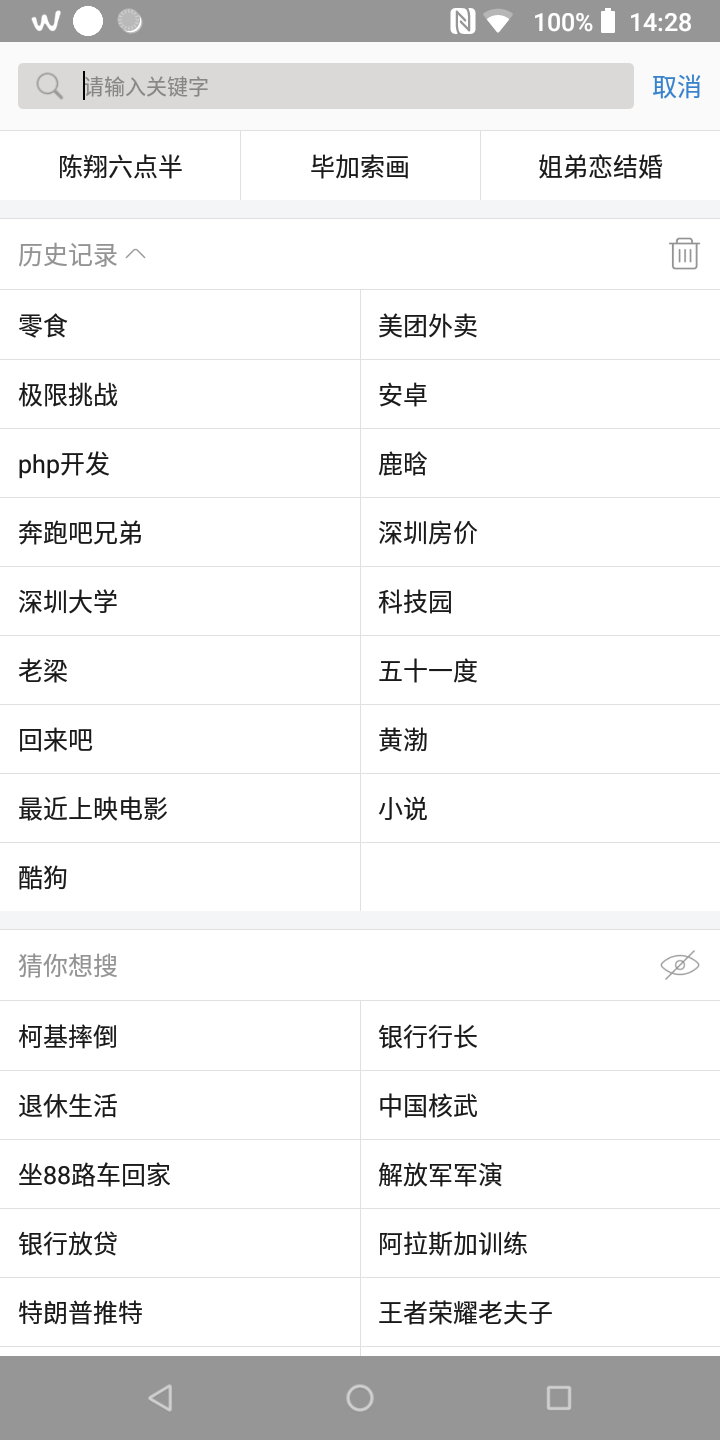 100% 14:28
请输入关键字 取消
陈翔六点半 毕加索画 姐弟恋结婚
历史记录
零食 美团外卖
极限挑战 安卓
php开发 鹿晗
奔跑吧兄弟 深圳房价
深圳大学 科技园
老梁 五十一度
回来吧 黄渤
最近上映电影 小说
酷狗
猜你想搜
柯基摔倒 银行行长
退休生活 中国核武
坐88路车回家 解放军军演
银行放贷 阿拉斯加训练
特朗普推特 王者荣耀老夫子